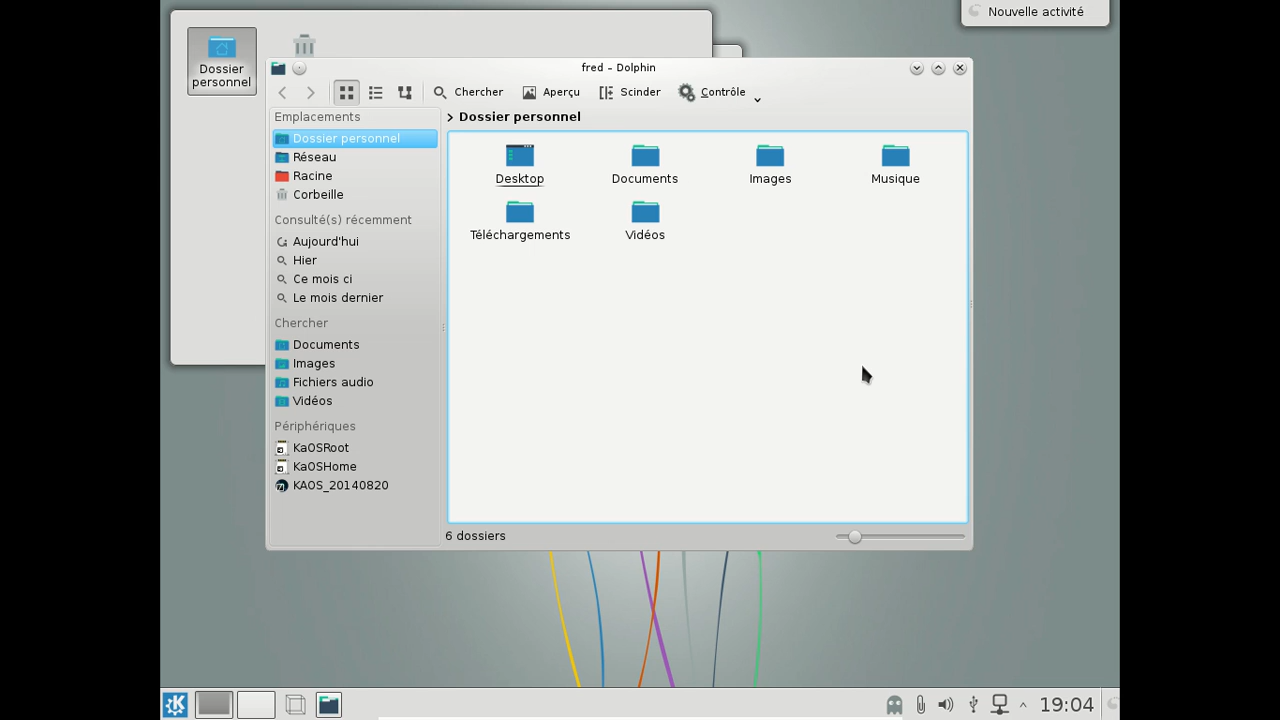 Nouvelle activité
Dossier
personnel
fred – Dolphin
Chercher
Aperçu
Scinder
Contrôle
Emplacements
Dossier personnel
Réseau
Racine
Corbeille
Consulté(s) récemment
Aujourd'hui
Hier
Ce mois ci
Le mois dernier
Chercher
Documents
Images
Fichiers audio
Vidéos
Périphériques
KaOSRoot
KaOSHome
KAOS_20140820
> Dossier personnel
Desktop
Documents
Images
Musique
Téléchargements
Vidéos
6 dossiers
19:04